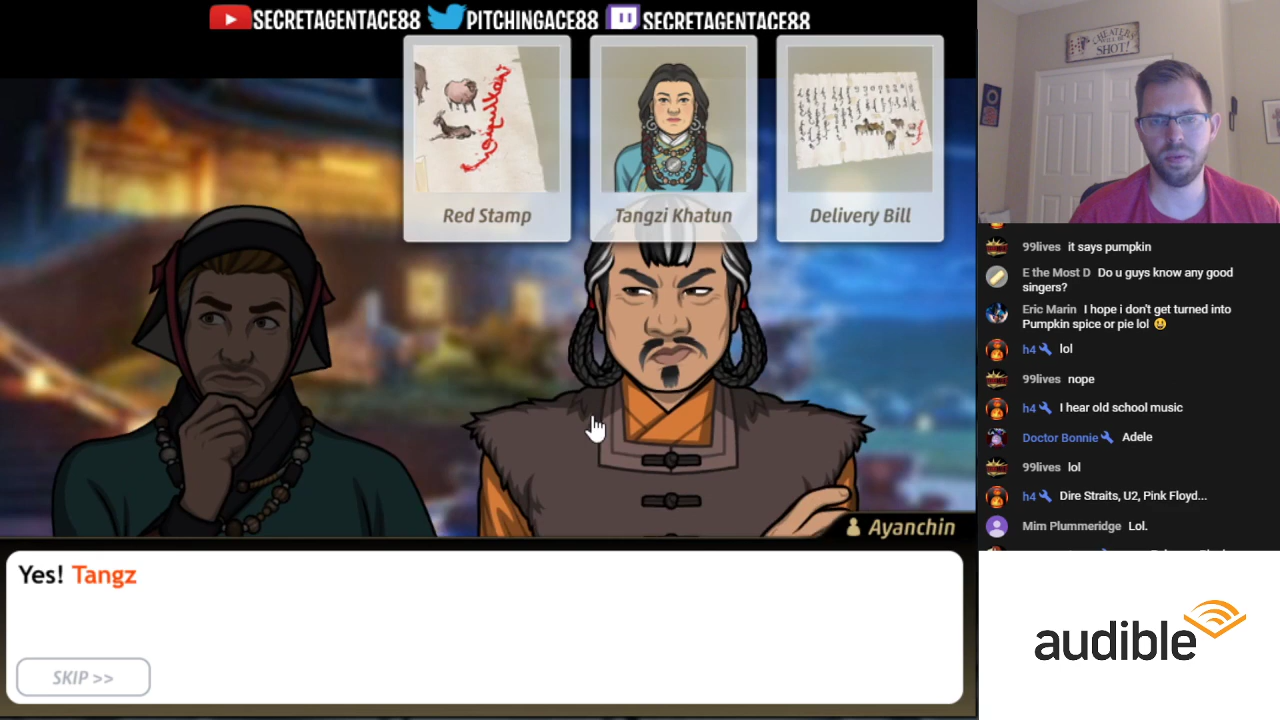 SECRETAGENTACE88 PITCHINGACE88 SECRETAGENTACE88
Red Stamp
Tangzi Khatun
Delivery Bill
Ayanchin
Yes! Tangz
SKIP >>
CHEATERS
SHOT!
99lives it says pumpkin
E the Most D Do u guys know any good
singers?
Eric Marin I hope i don't get turned into
Pumpkin spice or pie lol
h4 lol
99lives nope
h4 I hear old school music
Doctor Bonnie Adele
99lives lol
h4 Dire Straits, U2, Pink Floyd...
Mim Plummeridge Lol.
audible